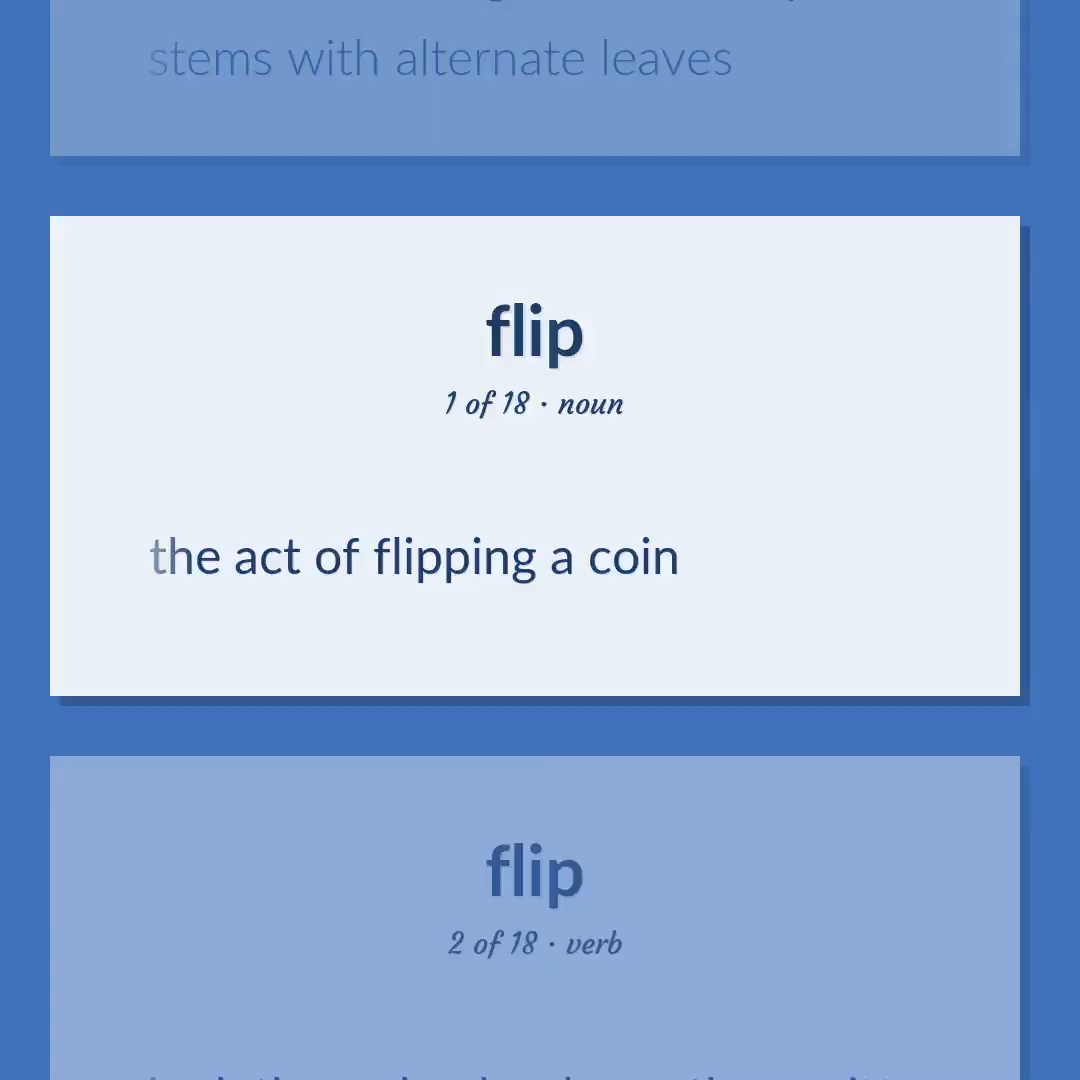 stems with alternate leaves
flip
1 of 18 · noun
the act of flipping a coin
flip
2 of 18 · verb